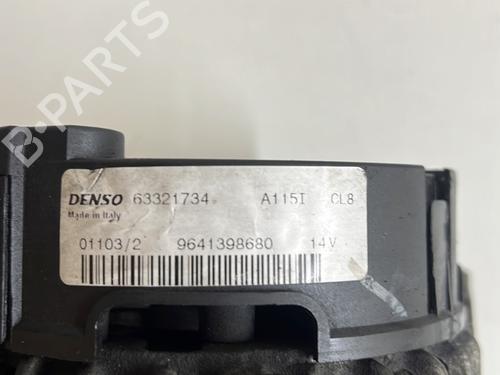 B-Parts
DENSO 63321734 A115I CL8
Made in Italy
01103/2 9641398680 14V